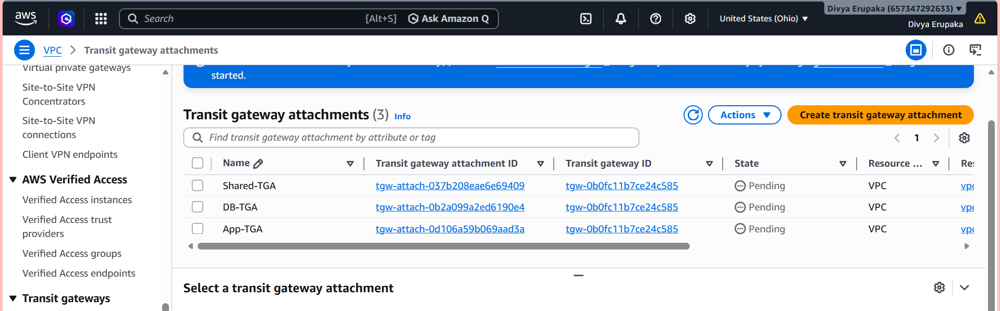 aws
Search [Alt+S] Ask Amazon Q
United States (Ohio)
Divya Erupaka (657347292633)
Divya Erupaka
VPC > Transit gateway attachments
Virtual private gateways
Site-to-Site VPN
Concentrators
Site-to-Site VPN
connections
Client VPN endpoints
AWS Verified Access
Verified Access instances
Verified Access trust
providers
Verified Access groups
Verified Access endpoints
Transit gateways
started.
Transit gateway attachments (3) Info
Actions
Create transit gateway attachment
Find transit gateway attachment by attribute or tag
1
Name Transit gateway attachment ID Transit gateway ID State Resource ... Res
Shared-TGA tgw-attach-037b208eae6e69409 tgw-0b0fc11b7ce24c585 Pending VPC vpc
DB-TGA tgw-attach-0b2a099a2ed6190e4 tgw-0b0fc11b7ce24c585 Pending VPC vpc
App-TGA tgw-attach-0d106a59b069aad3a tgw-0b0fc11b7ce24c585 Pending VPC vpc
Select a transit gateway attachment